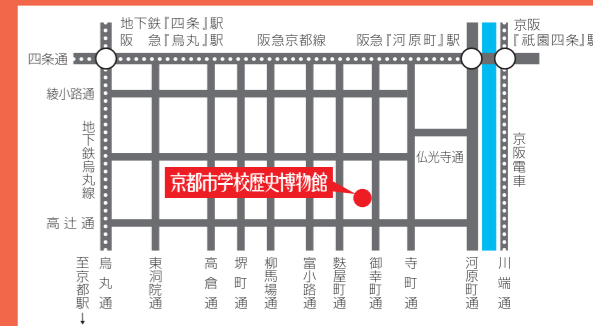 地下鉄『四条』駅
阪 急『烏丸』駅
阪急京都線
阪急『河原町』駅
京阪
『祇園四条』駅
四条通
綾小路通
地下鉄烏丸線
仏光寺通
京阪電車
京都市学校歴史博物館
高辻通
至京都駅
烏丸通
東洞院通
高倉通
堺町通
柳馬場通
富小路通
麩屋町通
御幸町通
寺町通
河原町通
川端通